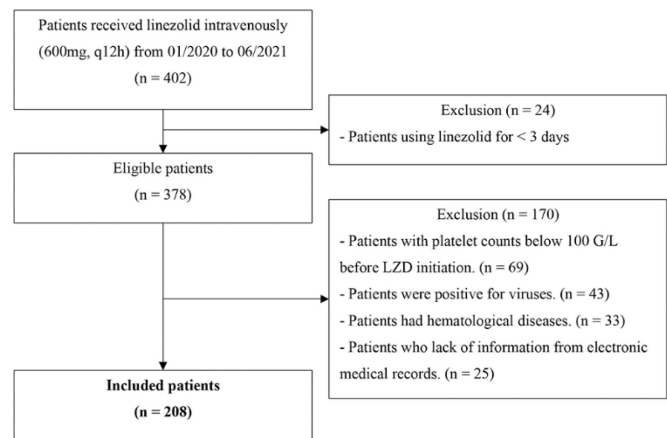 Patients received linezolid intravenously
(600mg, q12h) from 01/2020 to 06/2021
(n = 402)
Exclusion (n = 24)
- Patients using linezolid for < 3 days
Eligible patients
(n = 378)
Exclusion (n = 170)
- Patients with platelet counts below 100 G/L
before LZD initiation. (n = 69)
- Patients were positive for viruses. (n = 43)
- Patients had hematological diseases. (n = 33)
- Patients who lack of information from electronic
medical records. (n = 25)
Included patients
(n = 208)